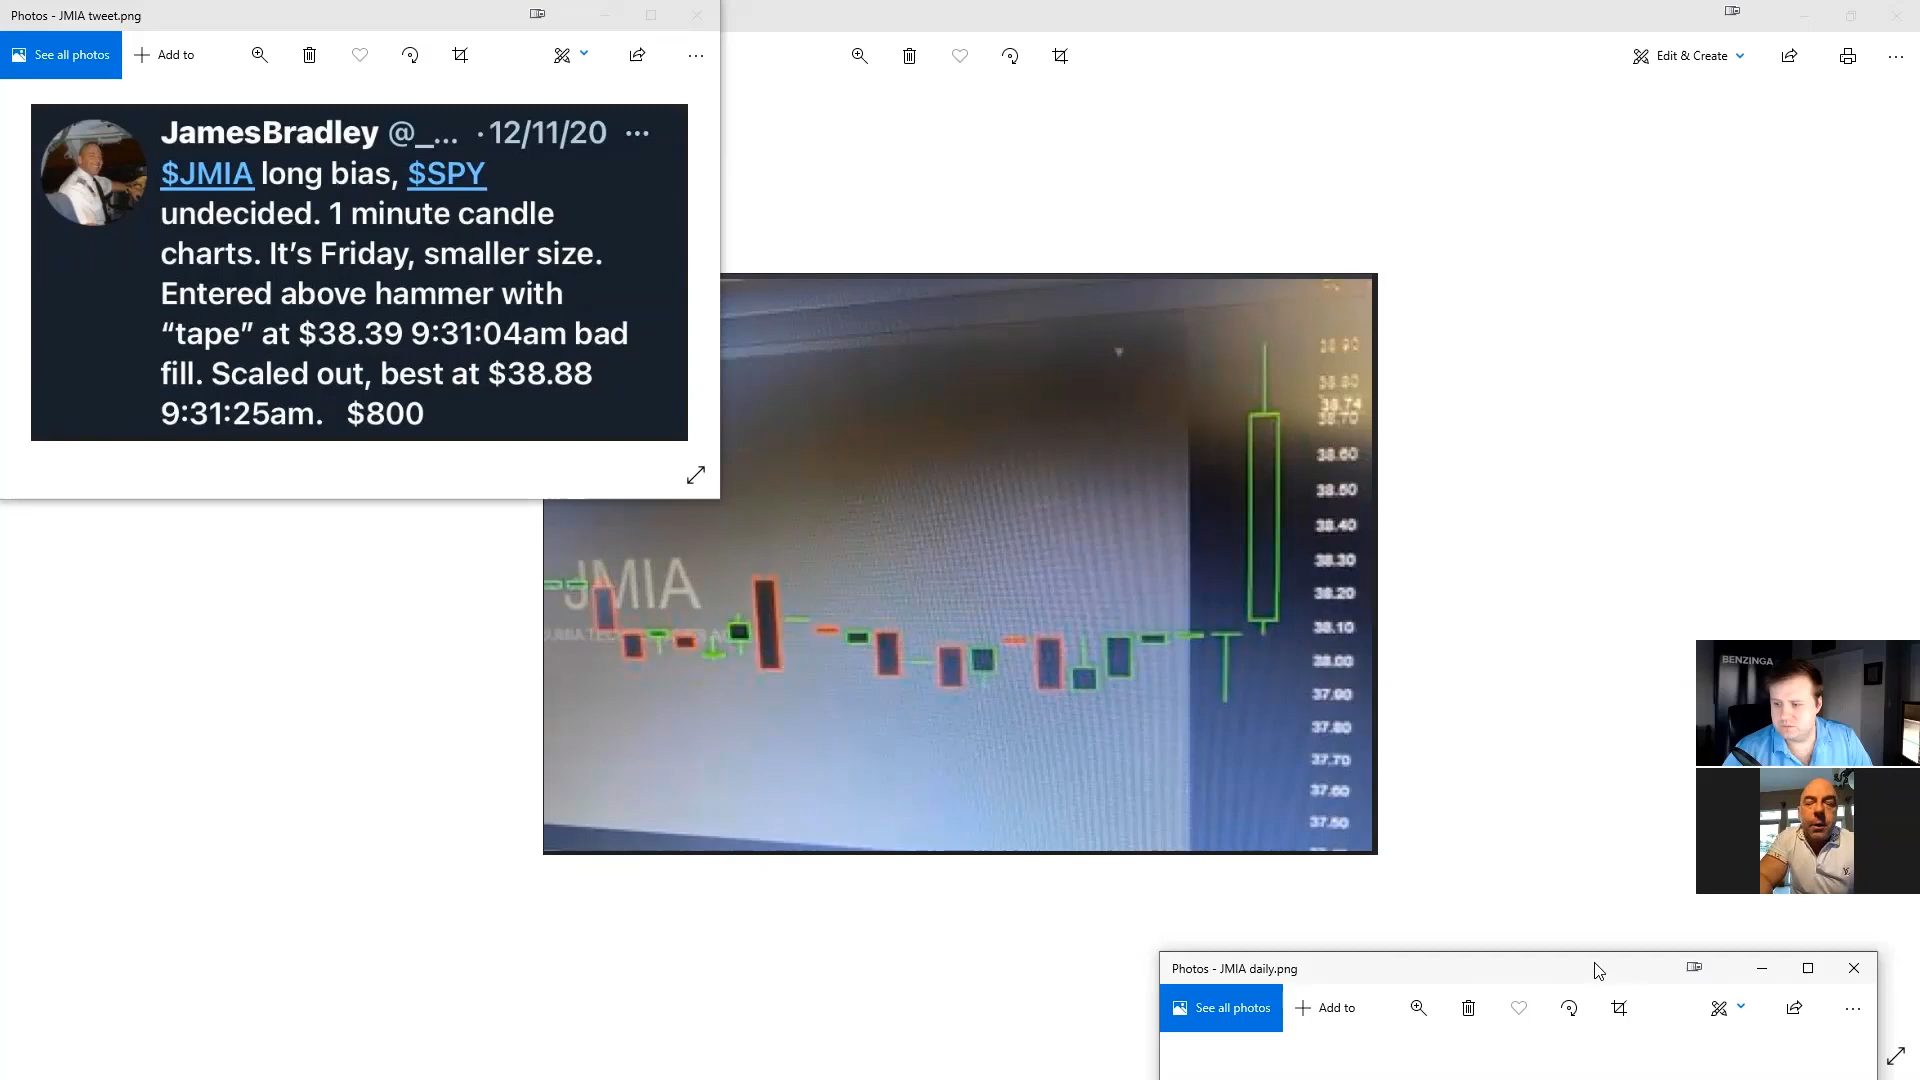 Photos - JMIA tweet.png
See all photos
Add to
Edit & Create
JamesBradley @_... · 12/11/20 ...
$JMIA long bias, $SPY
undecided. 1 minute candle
charts. It’s Friday, smaller size.
Entered above hammer with
“tape” at $38.39 9:31:04am bad
fill. Scaled out, best at $38.88
9:31:25am. $800
38.90
38.80
38.74
38.70
38.60
38.50
38.40
38.30
38.20
38.10
38.00
37.90
37.80
37.70
37.60
37.50
JMIA
BENZINGA
Photos - JMIA daily.png
See all photos
Add to